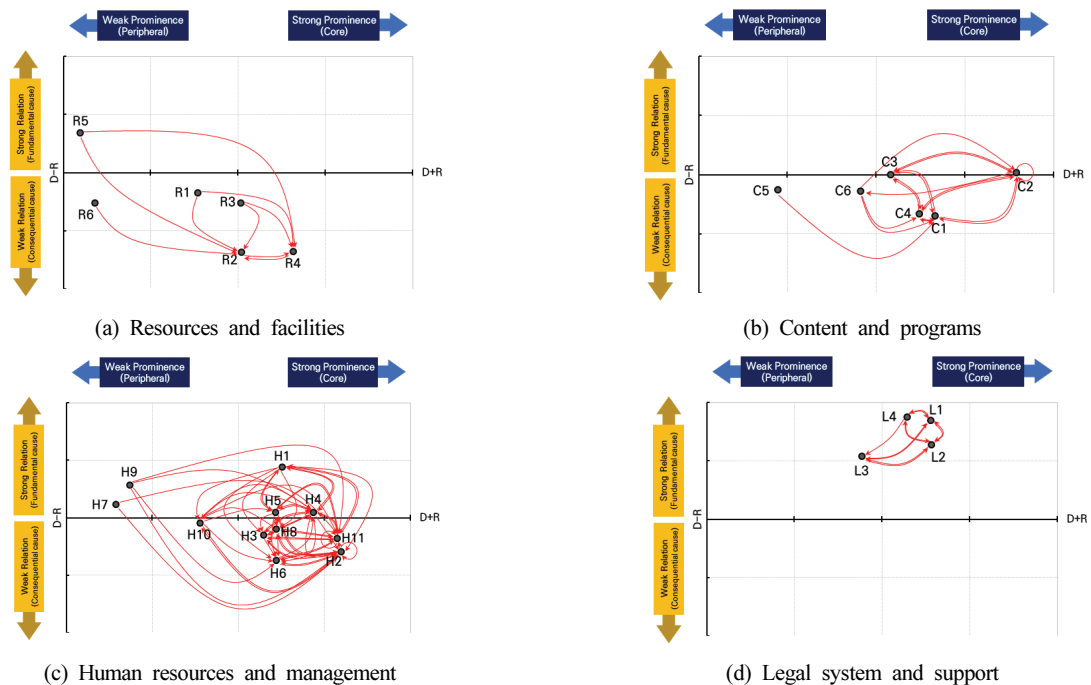 Weak Prominence
(Peripheral)
Strong Prominence
(Core)
Strong Relation
(Fundamental cause)
Weak Relation
(Consequential cause)
D−R
D+R
R5
R1
R3
R6
R2
R4
(a) Resources and facilities
Weak Prominence
(Peripheral)
Strong Prominence
(Core)
Strong Relation
(Fundamental cause)
Weak Relation
(Consequential cause)
D−R
D+R
C3
C2
C5
C6
C4
C1
(b) Content and programs
Weak Prominence
(Peripheral)
Strong Prominence
(Core)
Strong Relation
(Fundamental cause)
Weak Relation
(Consequential cause)
D−R
D+R
H1
H9
H7
H5
H4
H10
H3
H8
H11
H2
H6
(c) Human resources and management
Weak Prominence
(Peripheral)
Strong Prominence
(Core)
Strong Relation
(Fundamental cause)
Weak Relation
(Consequential cause)
D−R
D+R
L4
L1
L2
L3
(d) Legal system and support